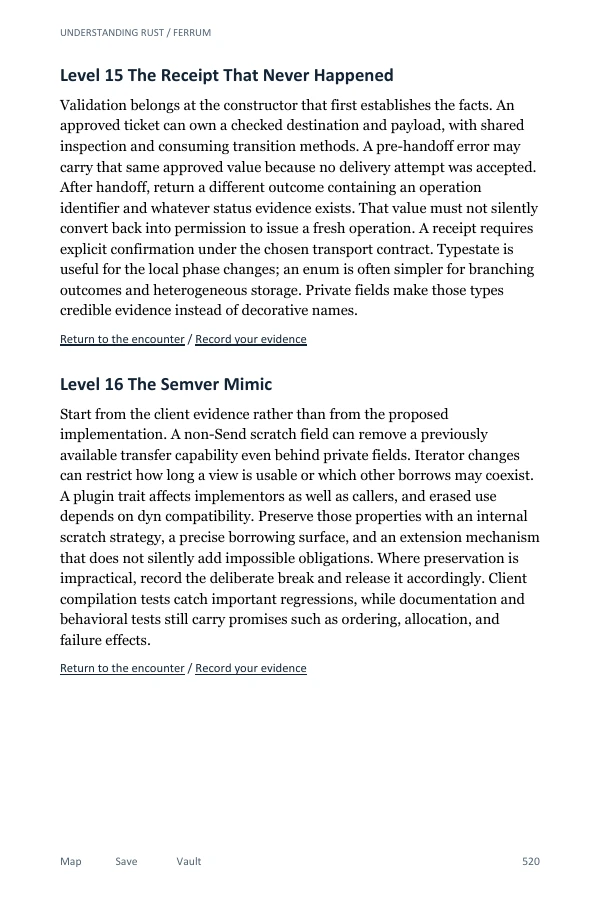 UNDERSTANDING RUST / FERRUM
Level 15 The Receipt That Never Happened
Validation belongs at the constructor that first establishes the facts. An
approved ticket can own a checked destination and payload, with shared
inspection and consuming transition methods. A pre-handoff error may
carry that same approved value because no delivery attempt was accepted.
After handoff, return a different outcome containing an operation
identifier and whatever status evidence exists. That value must not silently
convert back into permission to issue a fresh operation. A receipt requires
explicit confirmation under the chosen transport contract. Typestate is
useful for the local phase changes; an enum is often simpler for branching
outcomes and heterogeneous storage. Private fields make those types
credible evidence instead of decorative names.
Return to the encounter / Record your evidence
Level 16 The Semver Mimic
Start from the client evidence rather than from the proposed
implementation. A non-Send scratch field can remove a previously
available transfer capability even behind private fields. Iterator changes
can restrict how long a view is usable or which other borrows may coexist.
A plugin trait affects implementors as well as callers, and erased use
depends on dyn compatibility. Preserve those properties with an internal
scratch strategy, a precise borrowing surface, and an extension mechanism
that does not silently add impossible obligations. Where preservation is
impractical, record the deliberate break and release it accordingly. Client
compilation tests catch important regressions, while documentation and
behavioral tests still carry promises such as ordering, allocation, and
failure effects.
Return to the encounter / Record your evidence
Map Save Vault 520